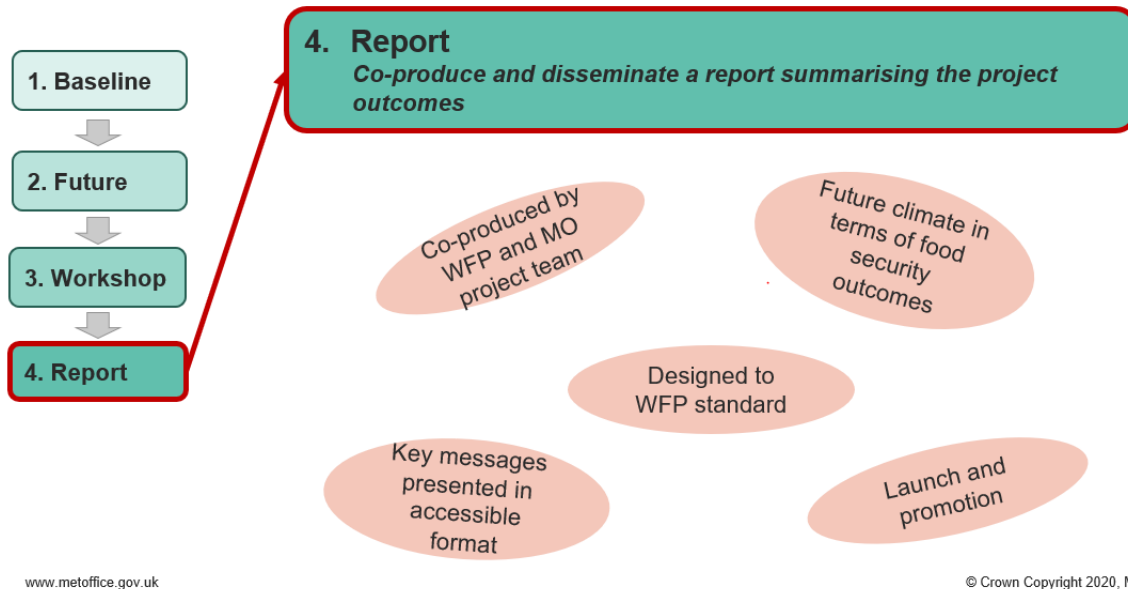 1. Baseline
2. Future
3. Workshop
4. Report
4. Report
Co-produce and disseminate a report summarising the project
outcomes
Co-produced by
WFP and MO
project team
Future climate in
terms of food
security
outcomes
Designed to
WFP standard
Key messages
presented in
accessible
format
Launch and
promotion
www.metoffice.gov.uk
© Crown Copyright 2020, M